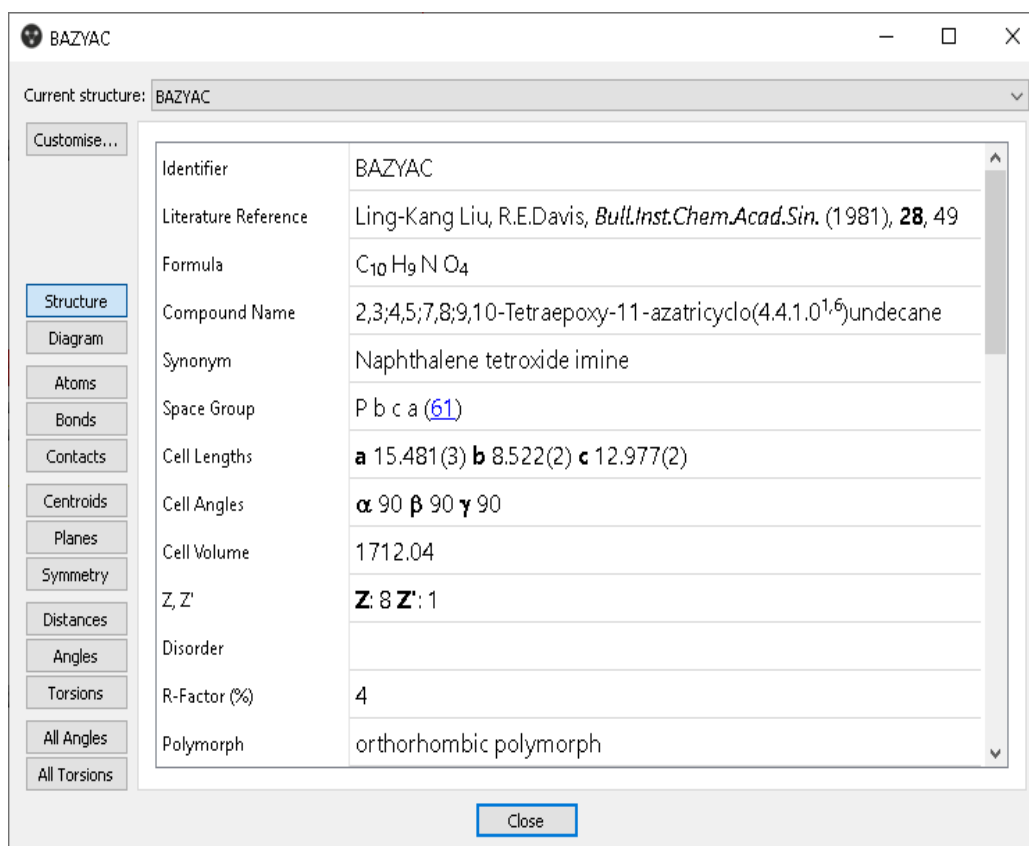 BAZYAC
Current structure: BAZYAC
Customise...
Structure
Diagram
Atoms
Bonds
Contacts
Centroids
Planes
Symmetry
Distances
Angles
Torsions
All Angles
All Torsions
Identifier BAZYAC
Literature Reference Ling-Kang Liu, R.E.Davis, Bull.Inst.Chem.Acad.Sin. (1981), 28, 49
Formula C₁₀ H₉ N O₄
Compound Name 2,3;4,5;7,8;9,10-Tetraepoxy-11-azatricyclo(4.4.1.0¹,⁶)undecane
Synonym Naphthalene tetroxide imine
Space Group P b c a (61)
Cell Lengths a 15.481(3) b 8.522(2) c 12.977(2)
Cell Angles α 90 β 90 γ 90
Cell Volume 1712.04
Z, Z' Z: 8 Z': 1
Disorder
R-Factor (%) 4
Polymorph orthorhombic polymorph
Close